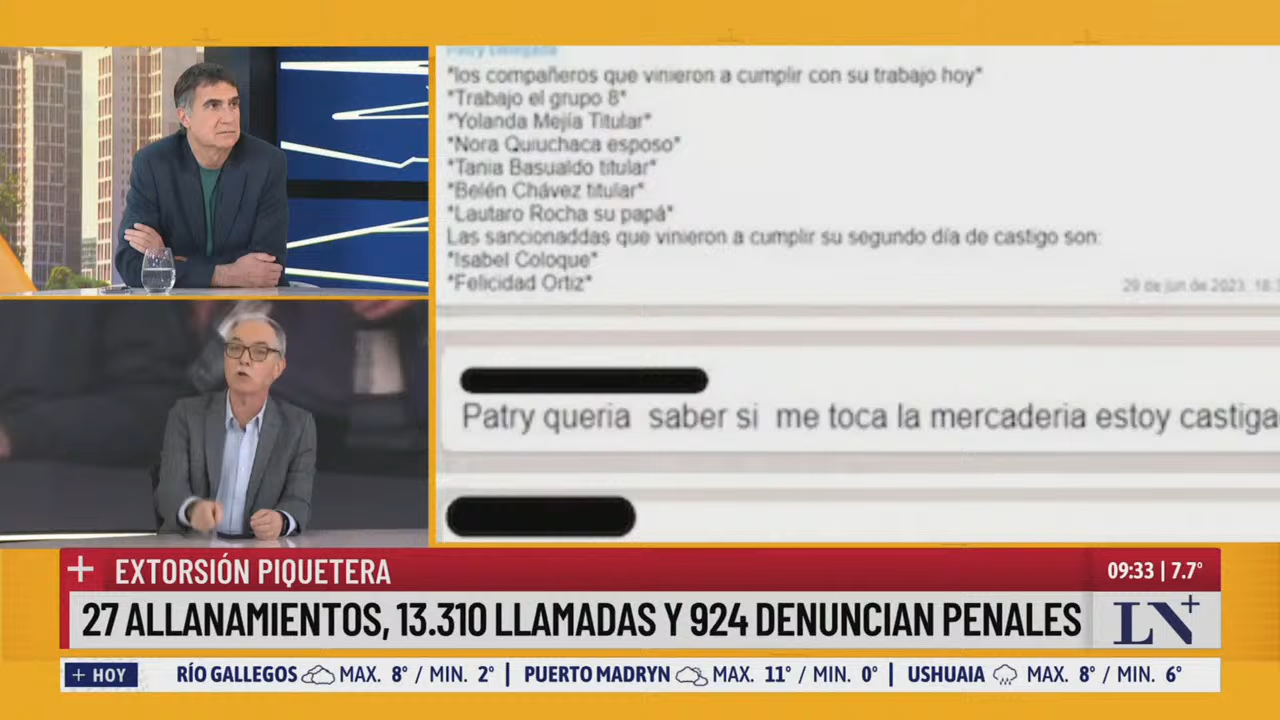 *los compañeros que vinieron a cumplir con su trabajo hoy*
*Trabajo el grupo 8*
*Yolanda Mejía Titular*
*Nora Quiuchaca esposo*
*Tania Basualdo titular*
*Belén Chávez titular*
*Lautaro Rocha su papá*
Las sancionaddas que vinieron a cumplir su segundo día de castigo son:
*Isabel Coloque*
*Felicidad Ortiz*
29 de jun de 2023, 18:3
Patry queria saber si me toca la mercaderia estoy castiga
+ EXTORSIÓN PIQUETERA
09:33 | 7.7°
27 ALLANAMIENTOS, 13.310 LLAMADAS Y 924 DENUNCIAN PENALES
LN+
+ HOY
RÍO GALLEGOS MAX. 8° / MIN. 2° | PUERTO MADRYN MAX. 11° / MIN. 0° | USHUAIA MAX. 8° / MIN. 6°